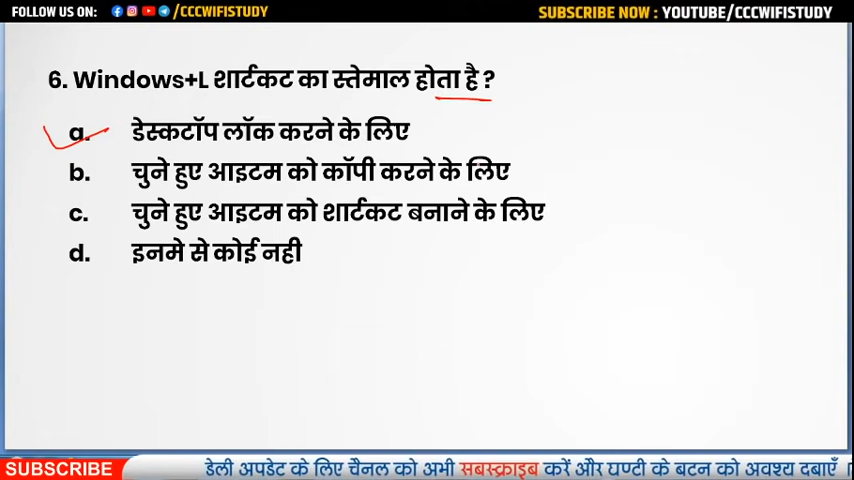 FOLLOW US ON: /CCCWIFISTUDY SUBSCRIBE NOW : YOUTUBE/CCCWIFISTUDY
6. Windows+L शार्टकट का स्तेमाल होता है ?
a. डेस्कटॉप लॉक करने के लिए
b. चुने हुए आइटम को कॉपी करने के लिए
c. चुने हुए आइटम को शार्टकट बनाने के लिए
d. इनमे से कोई नही
SUBSCRIBE डेली अपडेट के लिए चैनल को अभी सबस्क्राइब करें और घण्टी के बटन को अवश्य दबाएँ